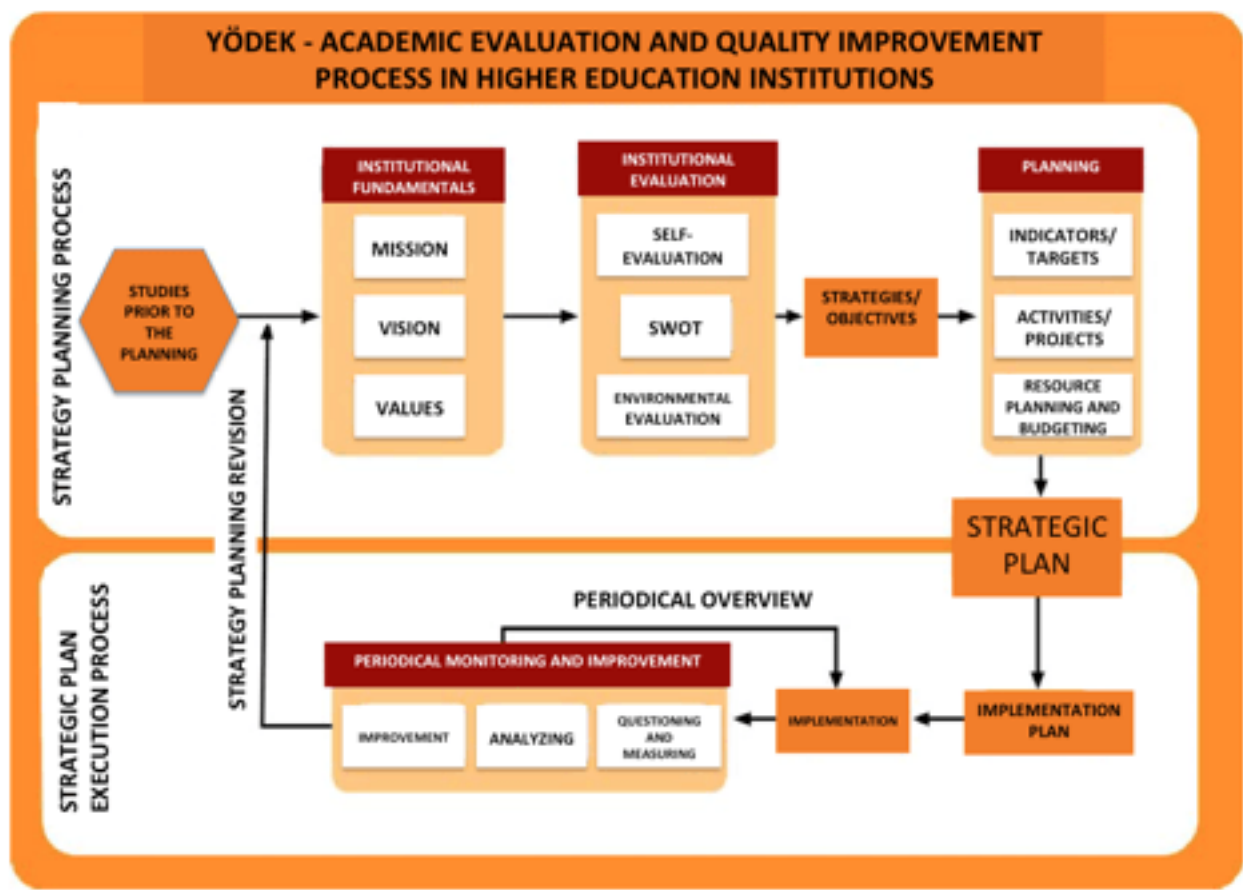 YÖDEK - ACADEMIC EVALUATION AND QUALITY IMPROVEMENT
PROCESS IN HIGHER EDUCATION INSTITUTIONS
STRATEGY PLANNING PROCESS
STUDIES
PRIOR TO
THE
PLANNING
INSTITUTIONAL
FUNDAMENTALS
MISSION
VISION
VALUES
INSTITUTIONAL
EVALUATION
SELF-
EVALUATION
SWOT
ENVIRONMENTAL
EVALUATION
STRATEGIES/
OBJECTIVES
PLANNING
INDICATORS/
TARGETS
ACTIVITIES/
PROJECTS
RESOURCE
PLANNING AND
BUDGETING
STRATEGIC
PLAN
STRATEGY PLANNING REVISION
STRATEGIC PLAN
EXECUTION PROCESS
PERIODICAL OVERVIEW
PERIODICAL MONITORING AND IMPROVEMENT
IMPROVEMENT
ANALYZING
QUESTIONING
AND
MEASURING
IMPLEMENTATION
IMPLEMENTATION
PLAN